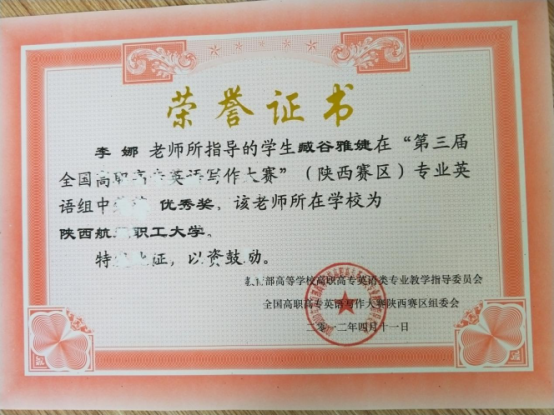 荣誉证书
李 娜 老师所指导的学生臧谷雅婕在“第三届
全国高职高专英语写作大赛”（陕西赛区）专业英
语组中 优秀奖，该老师所在学校为
陕西航 职工大学。
特 证，以资鼓励。
部高等学校高职高专英语类专业教学指导委员会
全国高职高专英语写作大赛陕西赛区组委会
二零一二年四月十一日